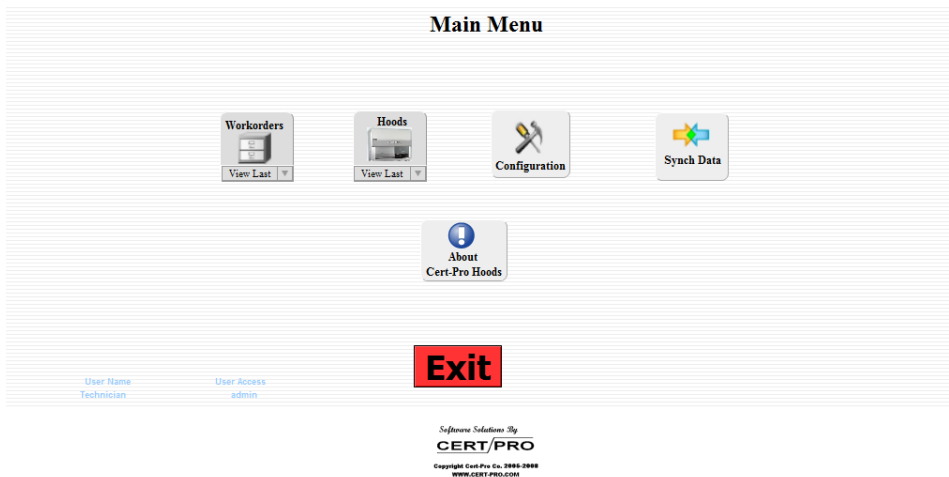 Main Menu
Workorders
View Last
Hoods
View Last
Configuration
Synch Data
About
Cert-Pro Hoods
Exit
User Name
User Access
Technician
admin
Software Solutions By
CERT/PRO
Copyright Cert-Pro Co. 2005-2008
WWW.CERT-PRO.COM